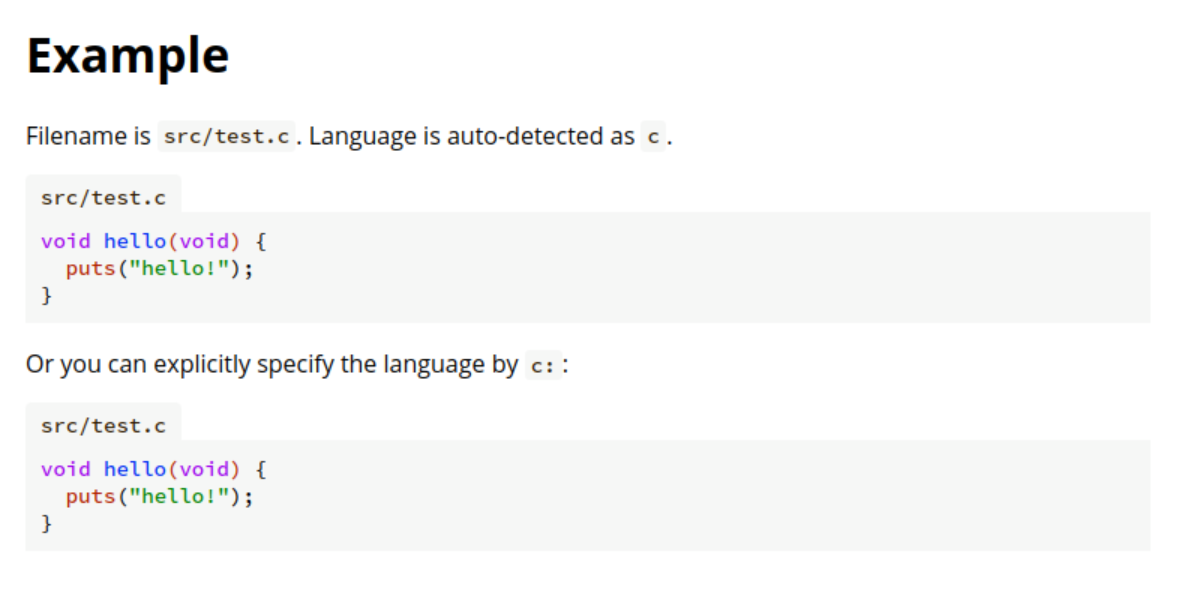 Example
Filename is src/test.c. Language is auto-detected as c.
src/test.c
void hello(void) {
  puts("hello!");
}
Or you can explicitly specify the language by c: :
src/test.c
void hello(void) {
  puts("hello!");
}